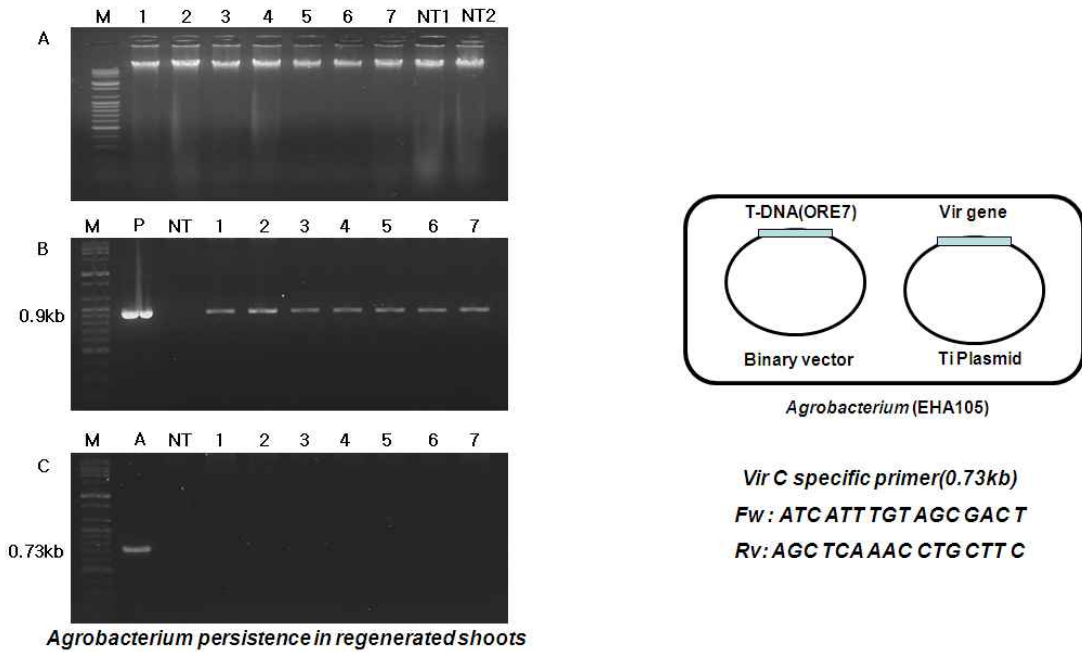 M 1 2 3 4 5 6 7 NT1 NT2
A
M P NT 1 2 3 4 5 6 7
B
0.9kb
M A NT 1 2 3 4 5 6 7
C
0.73kb
Agrobacterium persistence in regenerated shoots
T-DNA(ORE7) Vir gene
Binary vector Ti Plasmid
Agrobacterium (EHA105)
Vir C specific primer(0.73kb)
Fw : ATC ATT TGT AGC GAC T
Rv: AGC TCA AAC CTG CTT C